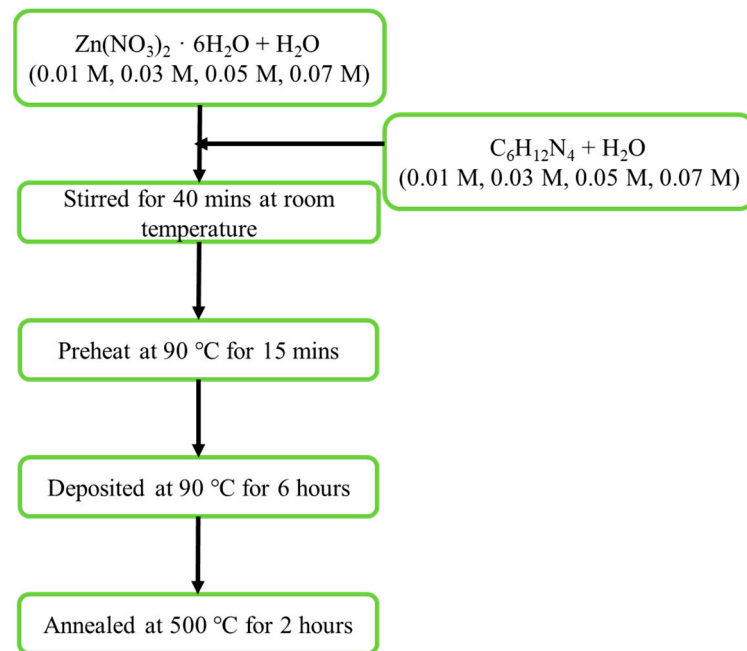 Zn(NO₃)₂ · 6H₂O + H₂O
(0.01 M, 0.03 M, 0.05 M, 0.07 M)
C₆H₁₂N₄ + H₂O
(0.01 M, 0.03 M, 0.05 M, 0.07 M)
Stirred for 40 mins at room
temperature
Preheat at 90 ℃ for 15 mins
Deposited at 90 ℃ for 6 hours
Annealed at 500 ℃ for 2 hours